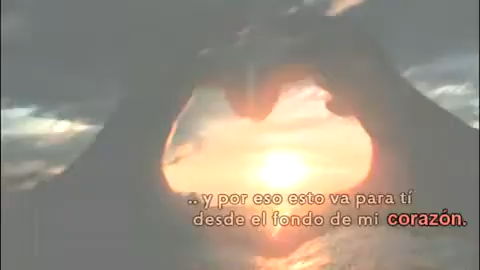 .. y por eso esto va para tí
desde el fondo de mi corazón.